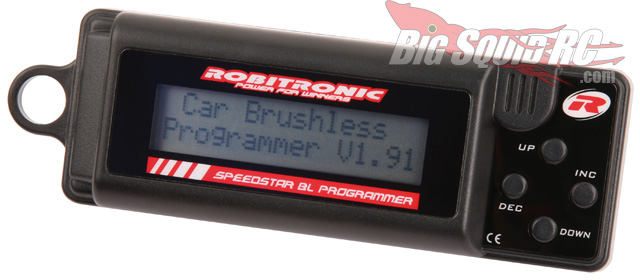 BIG SQUID RC
.com
ROBITRONIC
POWER FOR WINNERS
Car Brushless
Programmer V1.91
SPEEDSTAR BL PROGRAMMER
R
UP
INC
DEC
DOWN
CE